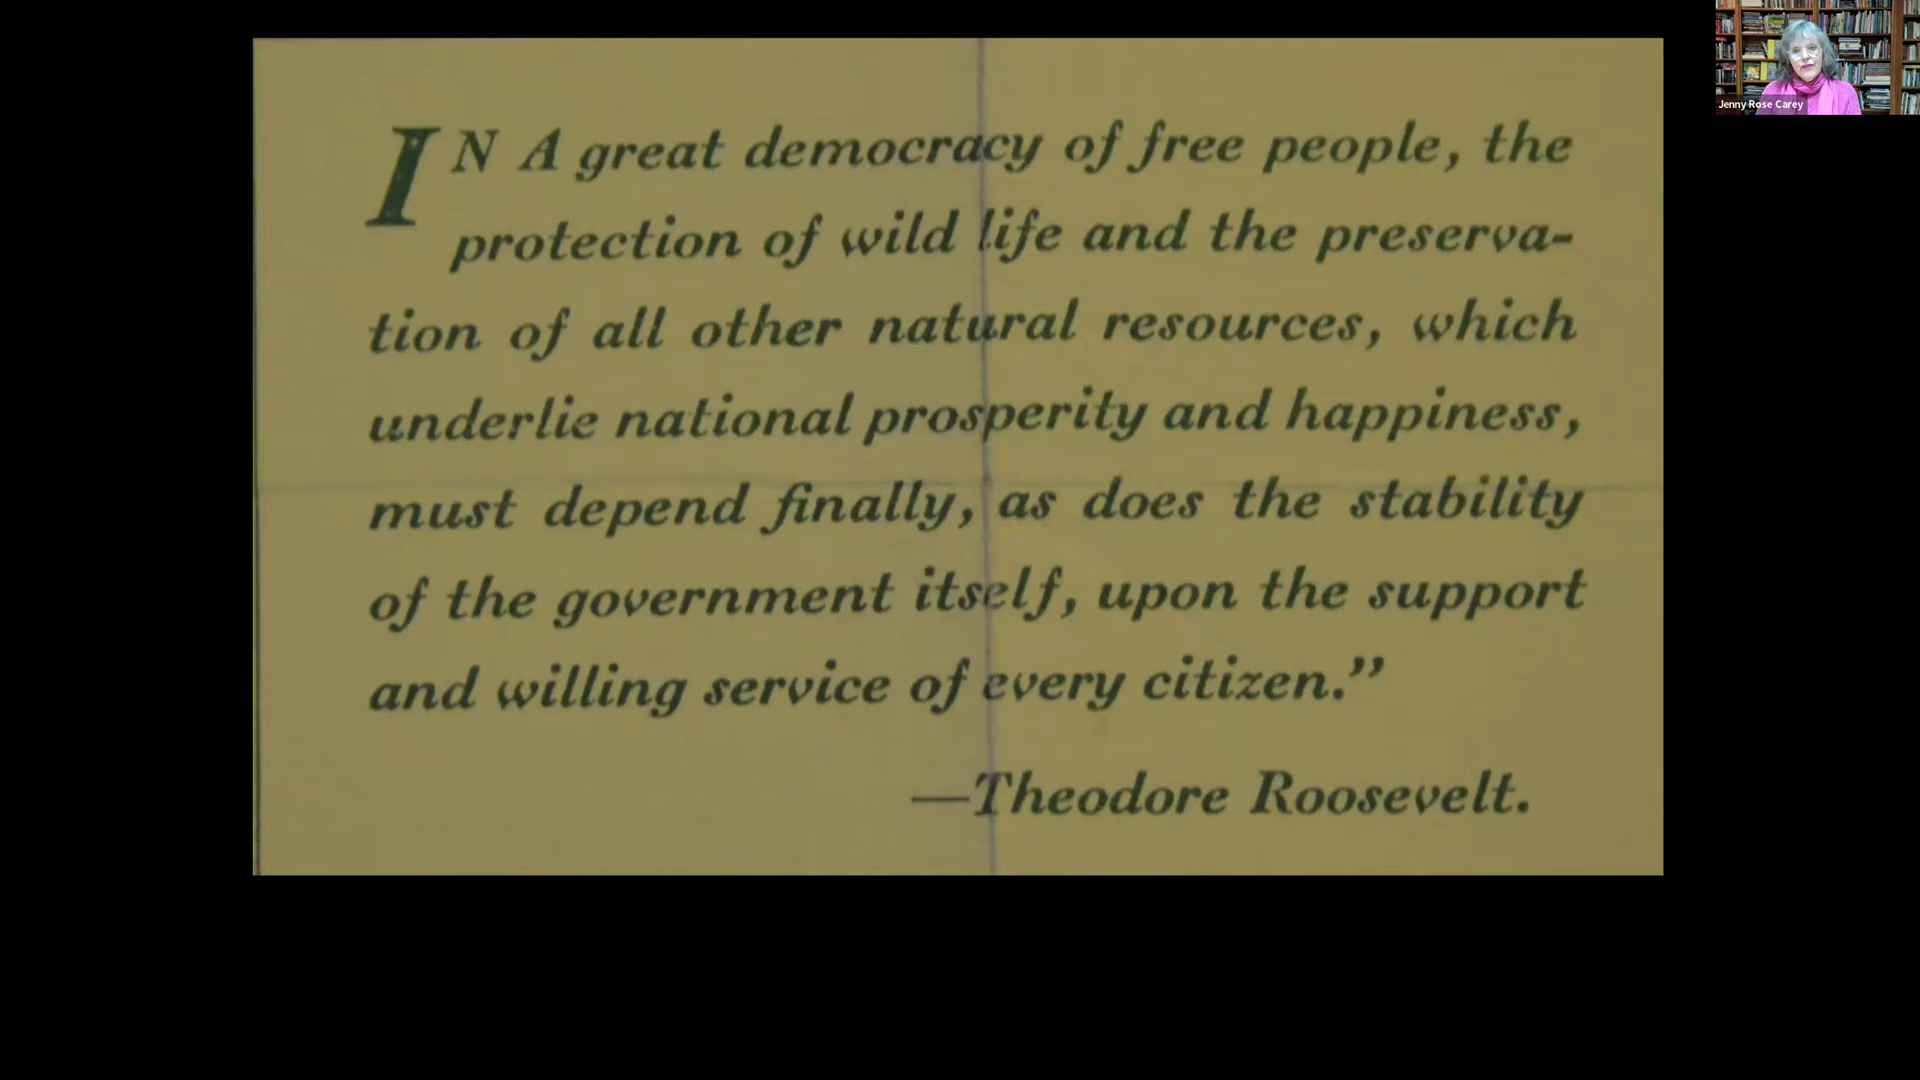 IN A great democracy of free people, the
protection of wild life and the preserva-
tion of all other natural resources, which
underlie national prosperity and happiness,
must depend finally, as does the stability
of the government itself, upon the support
and willing service of every citizen.”
—Theodore Roosevelt.
Jenny Rose Carey